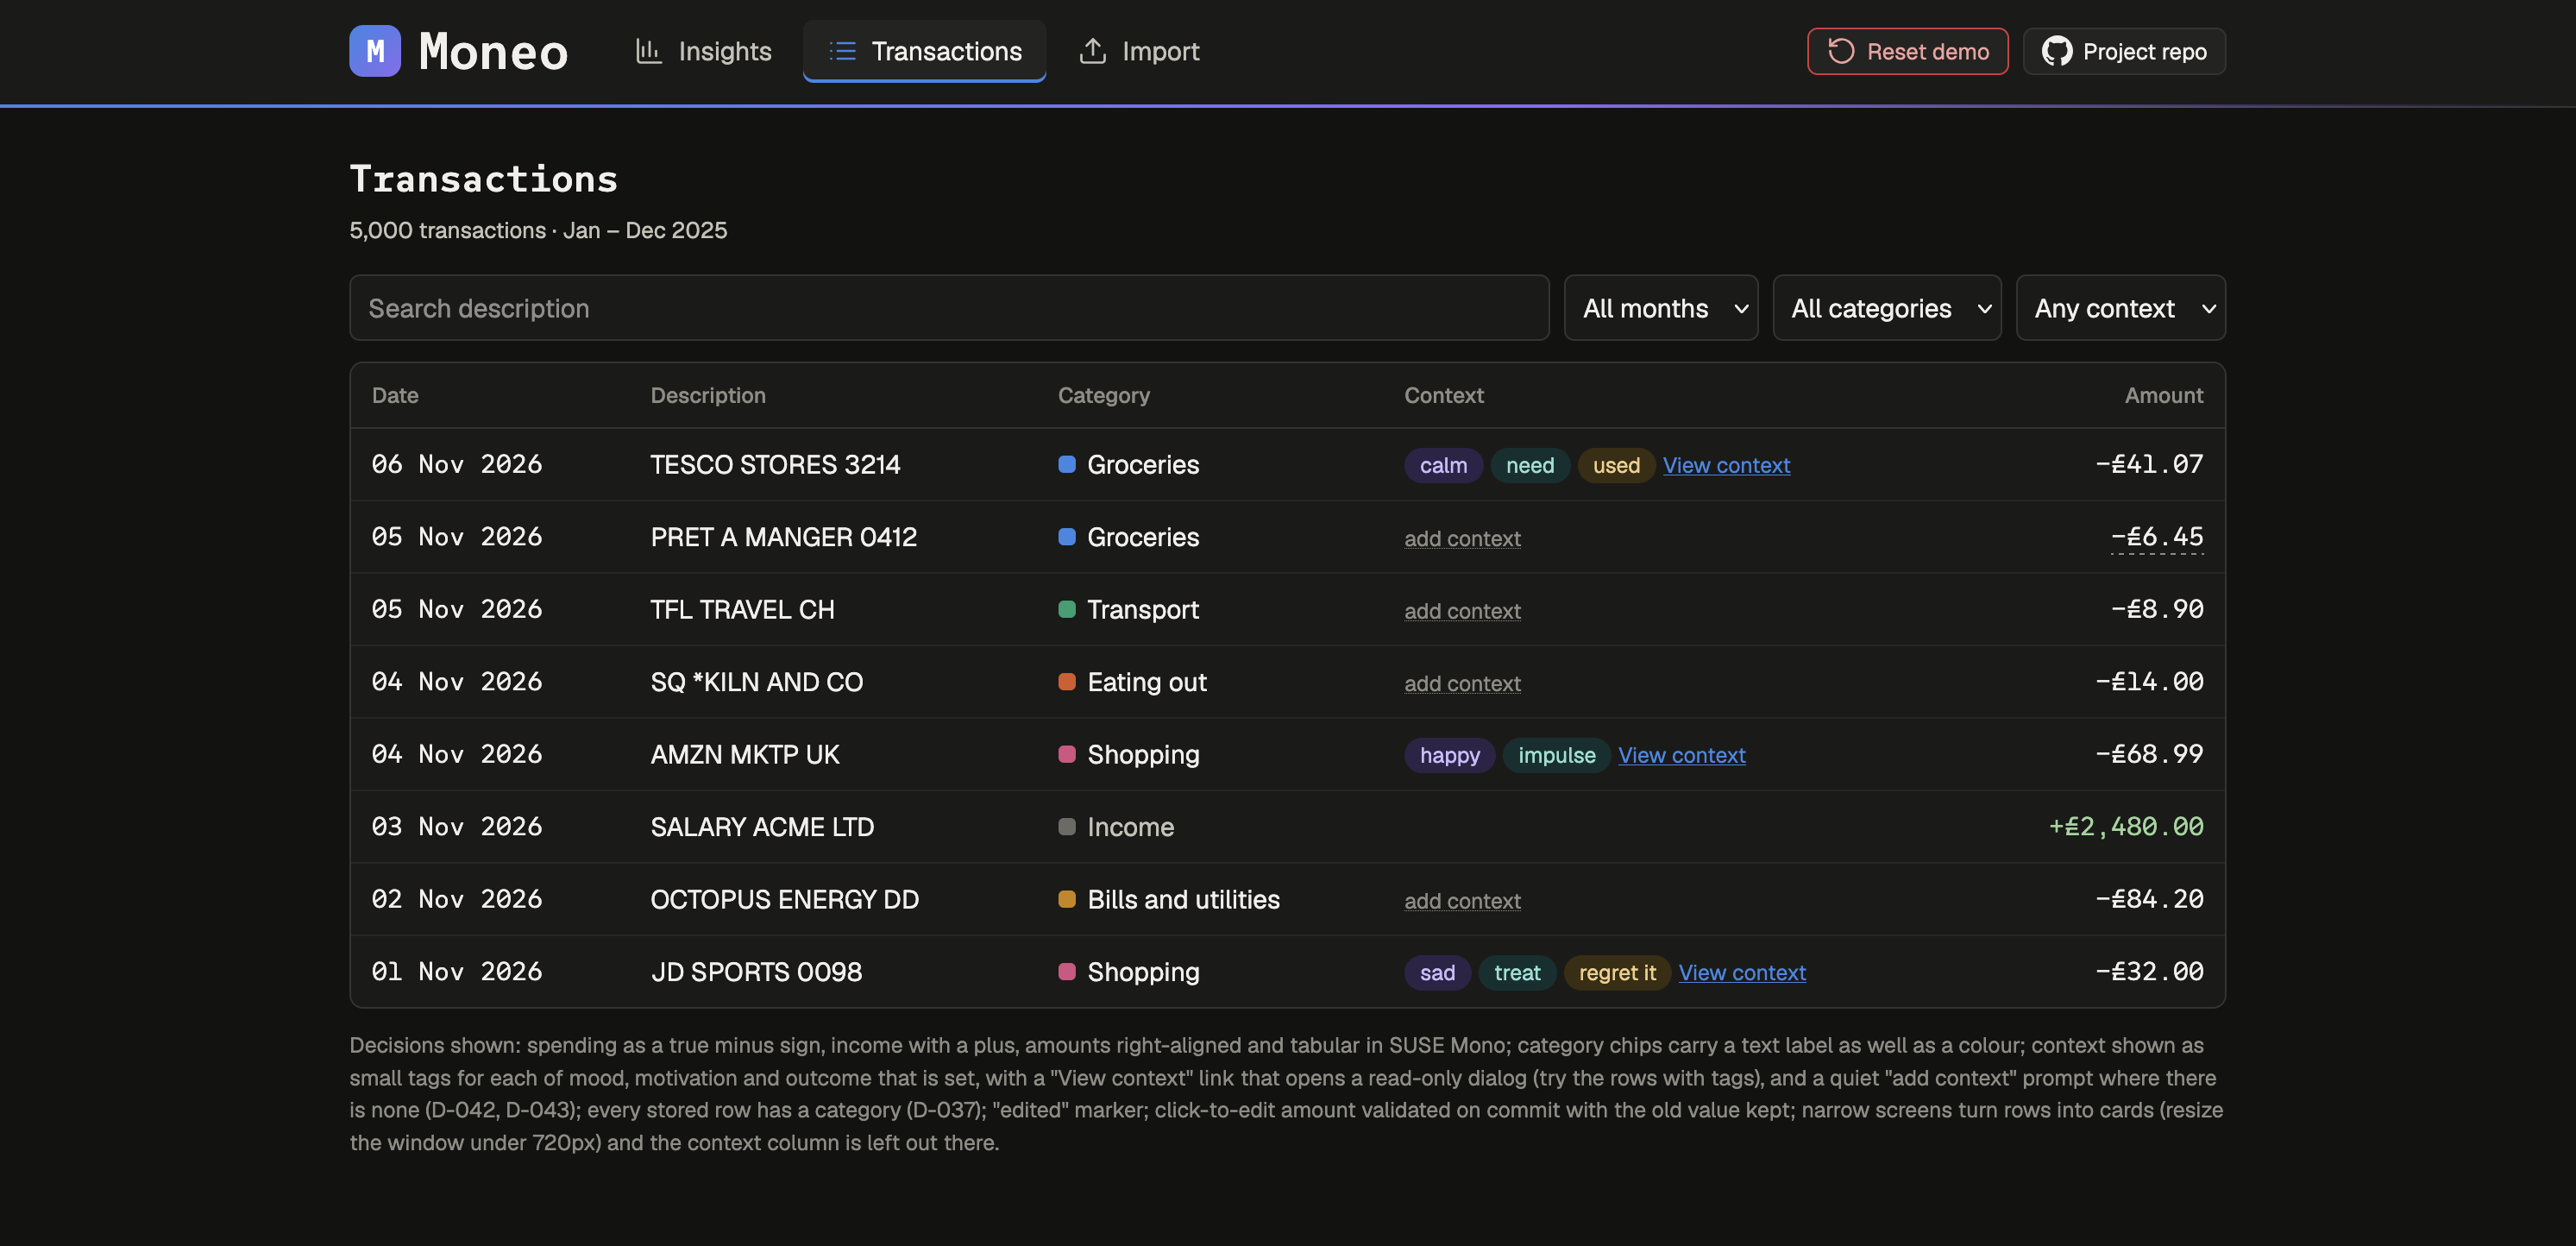 M Moneo Insights Transactions Import Reset demo Project repo
Transactions
5,000 transactions · Jan – Dec 2025
Search description All months All categories Any context
Date Description Category Context Amount
06 Nov 2026 TESCO STORES 3214 Groceries calm need used View context −£41.07
05 Nov 2026 PRET A MANGER 0412 Groceries add context −£6.45
05 Nov 2026 TFL TRAVEL CH Transport add context −£8.90
04 Nov 2026 SQ *KILN AND CO Eating out add context −£14.00
04 Nov 2026 AMZN MKTP UK Shopping happy impulse View context −£68.99
03 Nov 2026 SALARY ACME LTD Income +£2,480.00
02 Nov 2026 OCTOPUS ENERGY DD Bills and utilities add context −£84.20
01 Nov 2026 JD SPORTS 0098 Shopping sad treat regret it View context −£32.00
Decisions shown: spending as a true minus sign, income with a plus, amounts right-aligned and tabular in SUSE Mono; category chips carry a text label as well as a colour; context shown as
small tags for each of mood, motivation and outcome that is set, with a "View context" link that opens a read-only dialog (try the rows with tags), and a quiet "add context" prompt where there
is none (D-042, D-043); every stored row has a category (D-037); "edited" marker; click-to-edit amount validated on commit with the old value kept; narrow screens turn rows into cards (resize
the window under 720px) and the context column is left out there.